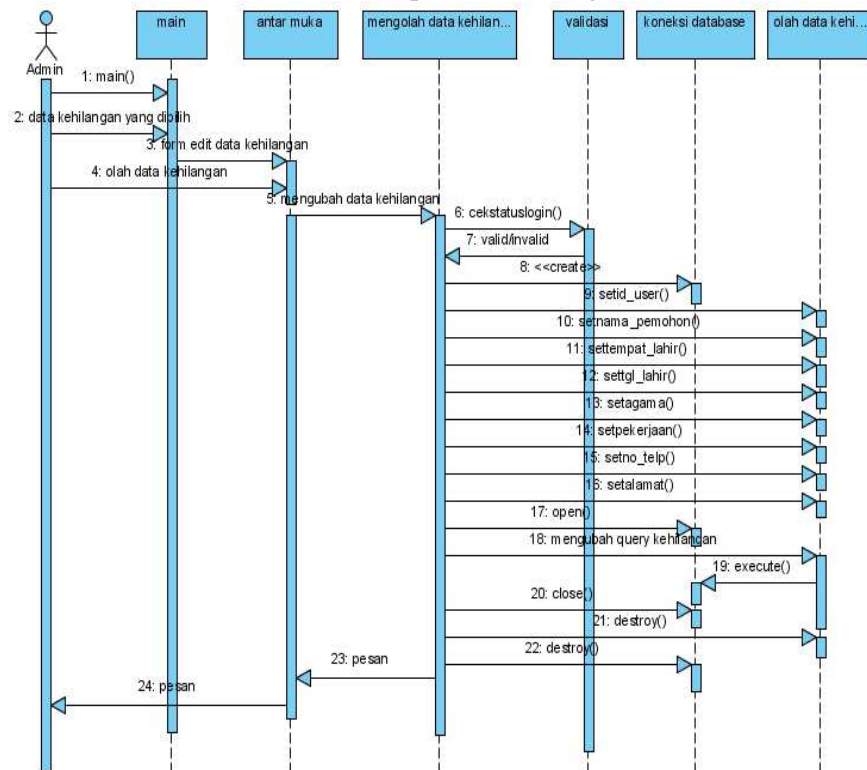 main
antar muka
mengolah data kehilan...
validasi
koneksi database
olah data kehi...
Admin
1: main()
2: data kehilangan yang dipilih
3: form edit data kehilangan
4: olah data kehilangan
5: mengubah data kehilangan
6: cekstatuslogin()
7: valid/invalid
8: <<create>>
9: setid_user()
10: setnama_pemohon()
11: settempat_lahir()
12: settgl_lahir()
13: setagama()
14: setpekerjaan()
15: setno_telp()
16: setalamat()
17: open()
18: mengubah query kehilangan
19: execute()
20: close()
21: destroy()
22: destroy()
23: pesan
24: pesan